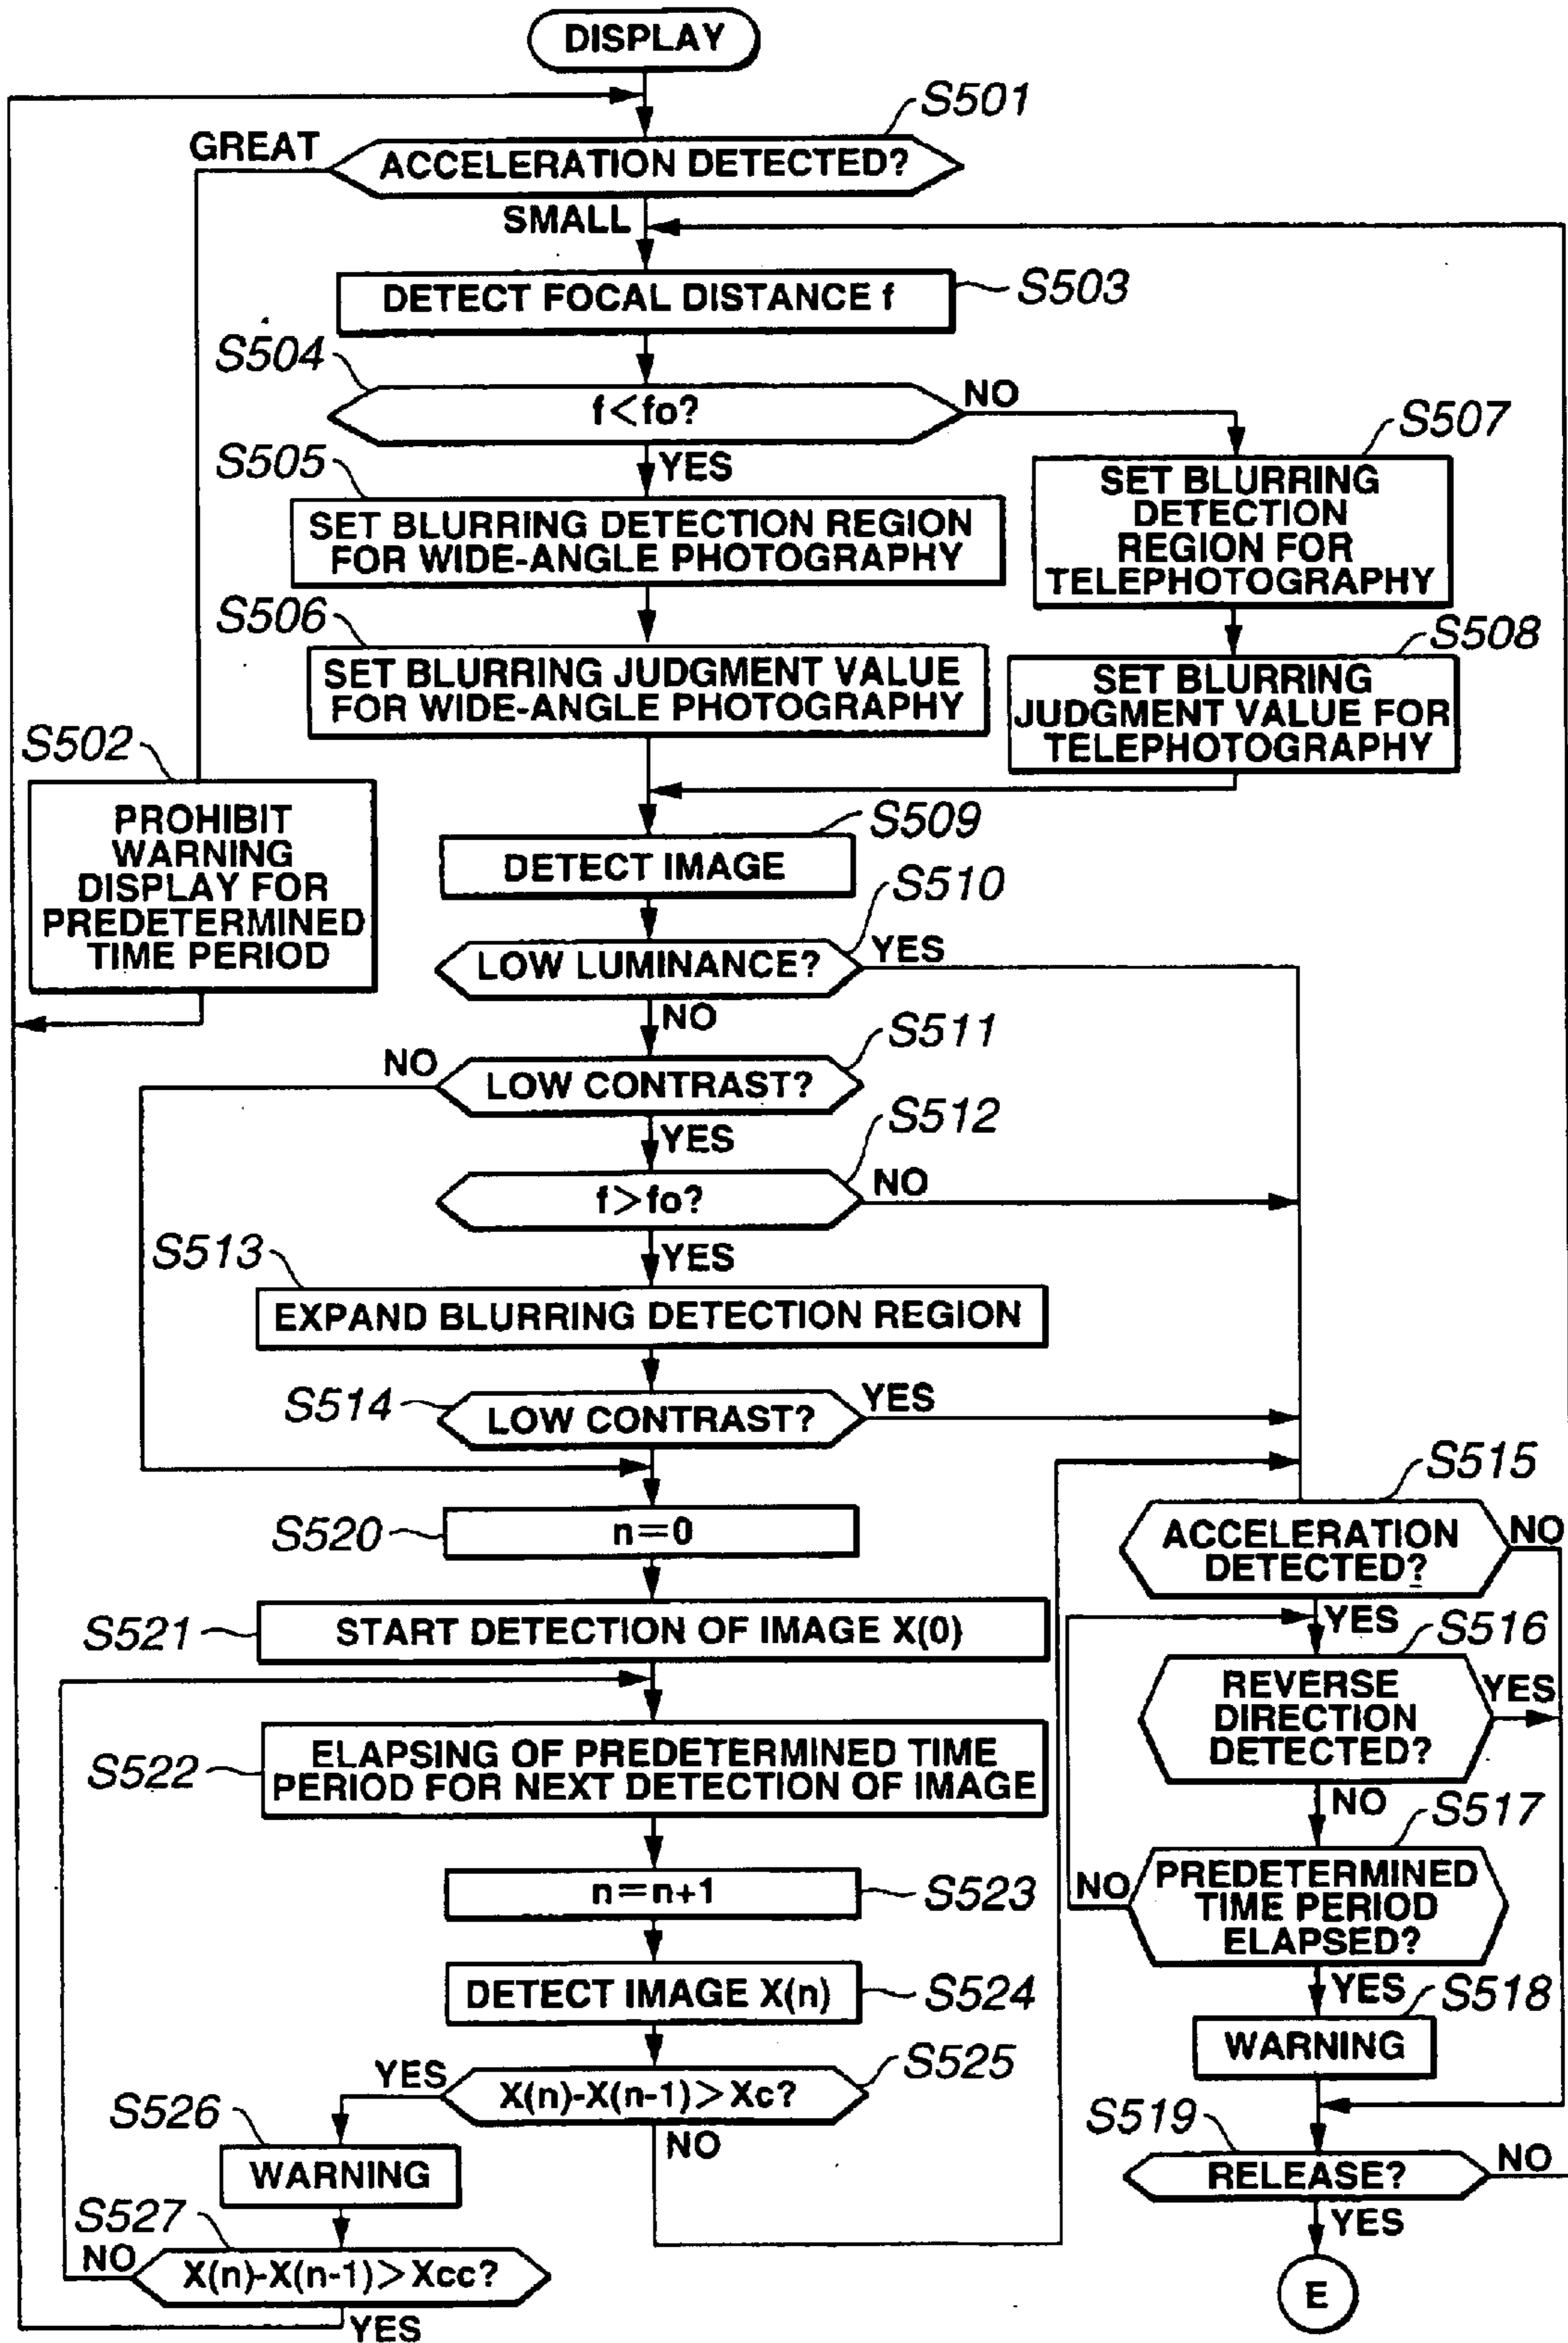 DISPLAY
S501
GREAT
ACCELERATION DETECTED?
SMALL
DETECT FOCAL DISTANCE f
S503
S504
f<fo?
NO
S507
S505
YES
SET BLURRING DETECTION REGION
FOR WIDE-ANGLE PHOTOGRAPHY
SET BLURRING
DETECTION
REGION FOR
TELEPHOTOGRAPHY
S506
S508
SET BLURRING JUDGMENT VALUE
FOR WIDE-ANGLE PHOTOGRAPHY
SET BLURRING
JUDGMENT VALUE FOR
TELEPHOTOGRAPHY
S502
PROHIBIT
WARNING
DISPLAY FOR
PREDETERMINED
TIME PERIOD
S509
DETECT IMAGE
S510
LOW LUMINANCE?
YES
NO
S511
NO
LOW CONTRAST?
S512
YES
f>fo?
NO
S513
YES
EXPAND BLURRING DETECTION REGION
S514
LOW CONTRAST?
YES
S515
S520
n=0
ACCELERATION
DETECTED?
NO
S521
START DETECTION OF IMAGE X(0)
YES
S516
REVERSE
DIRECTION
DETECTED?
YES
S522
ELAPSING OF PREDETERMINED TIME
PERIOD FOR NEXT DETECTION OF IMAGE
NO
S517
n=n+1
S523
NO
PREDETERMINED
TIME PERIOD
ELAPSED?
DETECT IMAGE X(n)
S524
YES
S518
WARNING
S525
YES
X(n)-X(n-1)>Xc?
S526
NO
S519
WARNING
RELEASE?
NO
S527
YES
NO
X(n)-X(n-1)>Xcc?
E
YES